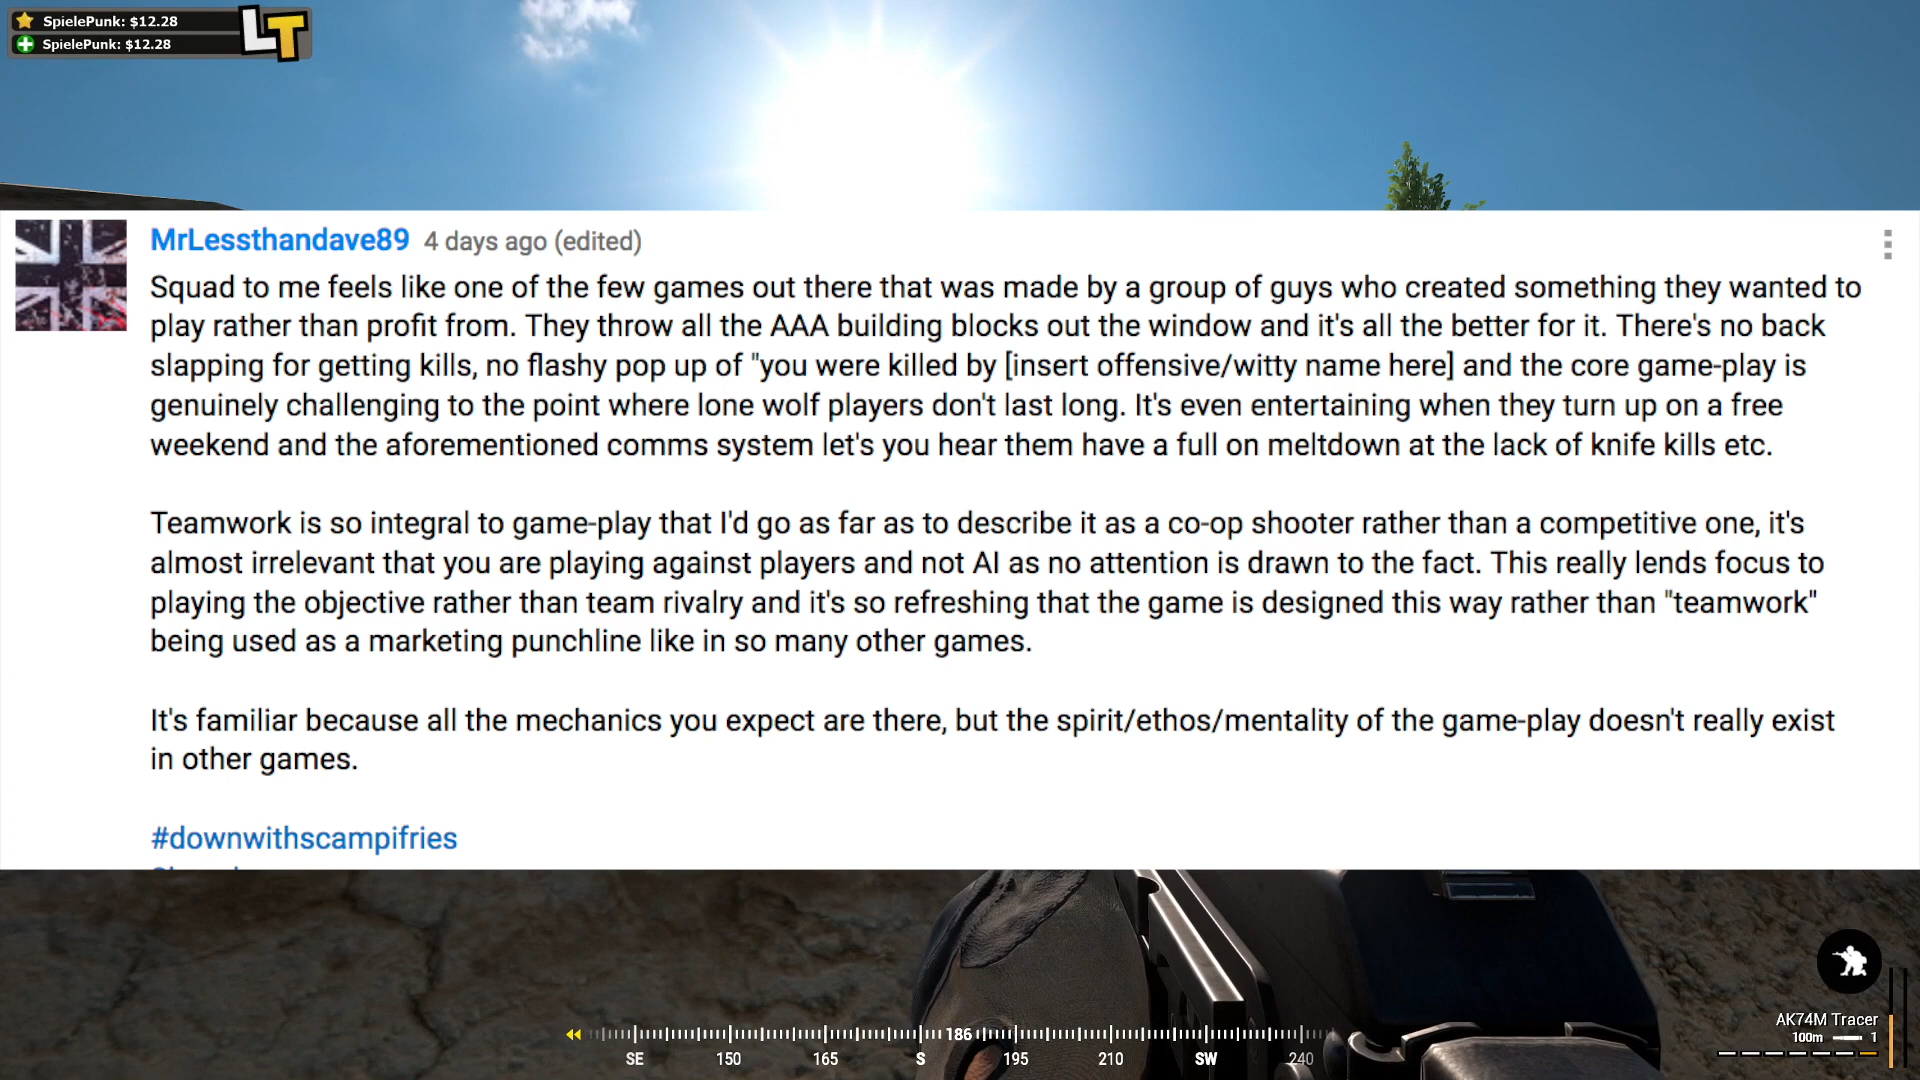 SpielePunk: $12.28
SpielePunk: $12.28
LT
MrLessthandave89 4 days ago (edited)
Squad to me feels like one of the few games out there that was made by a group of guys who created something they wanted to
play rather than profit from. They throw all the AAA building blocks out the window and it's all the better for it. There's no back
slapping for getting kills, no flashy pop up of "you were killed by [insert offensive/witty name here] and the core game-play is
genuinely challenging to the point where lone wolf players don't last long. It's even entertaining when they turn up on a free
weekend and the aforementioned comms system let's you hear them have a full on meltdown at the lack of knife kills etc.
Teamwork is so integral to game-play that I'd go as far as to describe it as a co-op shooter rather than a competitive one, it's
almost irrelevant that you are playing against players and not AI as no attention is drawn to the fact. This really lends focus to
playing the objective rather than team rivalry and it's so refreshing that the game is designed this way rather than "teamwork"
being used as a marketing punchline like in so many other games.
It's familiar because all the mechanics you expect are there, but the spirit/ethos/mentality of the game-play doesn't really exist
in other games.
#downwithscampifries
186
SE 150 165 S 195 210 SW 240
AK74M Tracer
100m 1